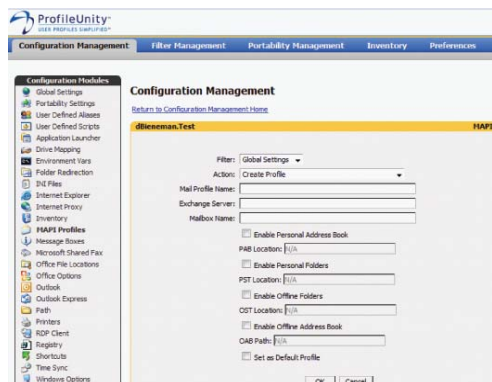 ProfileUnity
USER PROFILES SIMPLIFIED
Configuration Management Filter Management Portability Management Inventory Preferences
Configuration Modules
Global Settings
Portability Settings
User Defined Aliases
User Defined Scripts
Application Launcher
Drive Mapping
Environment Vars
Folder Redirection
INI Files
Internet Explorer
Internet Proxy
Inventory
MAPI Profiles
Message Boxes
Microsoft Shared Fax
Office File Locations
Office Options
Outlook
Outlook Express
Path
Printers
RDP Client
Registry
Shortcuts
Time Sync
Windows Options
Configuration Management
Return to Configuration Management Home
dBieneman.Test MAPI
Filter: Global Settings
Action: Create Profile
Mail Profile Name:
Exchange Server:
Mailbox Name:
Enable Personal Address Book
PAB Location: N/A
Enable Personal Folders
PST Location: N/A
Enable Offline Folders
OST Location: N/A
Enable Offline Address Book
OAB Path: N/A
Set as Default Profile
OK Cancel